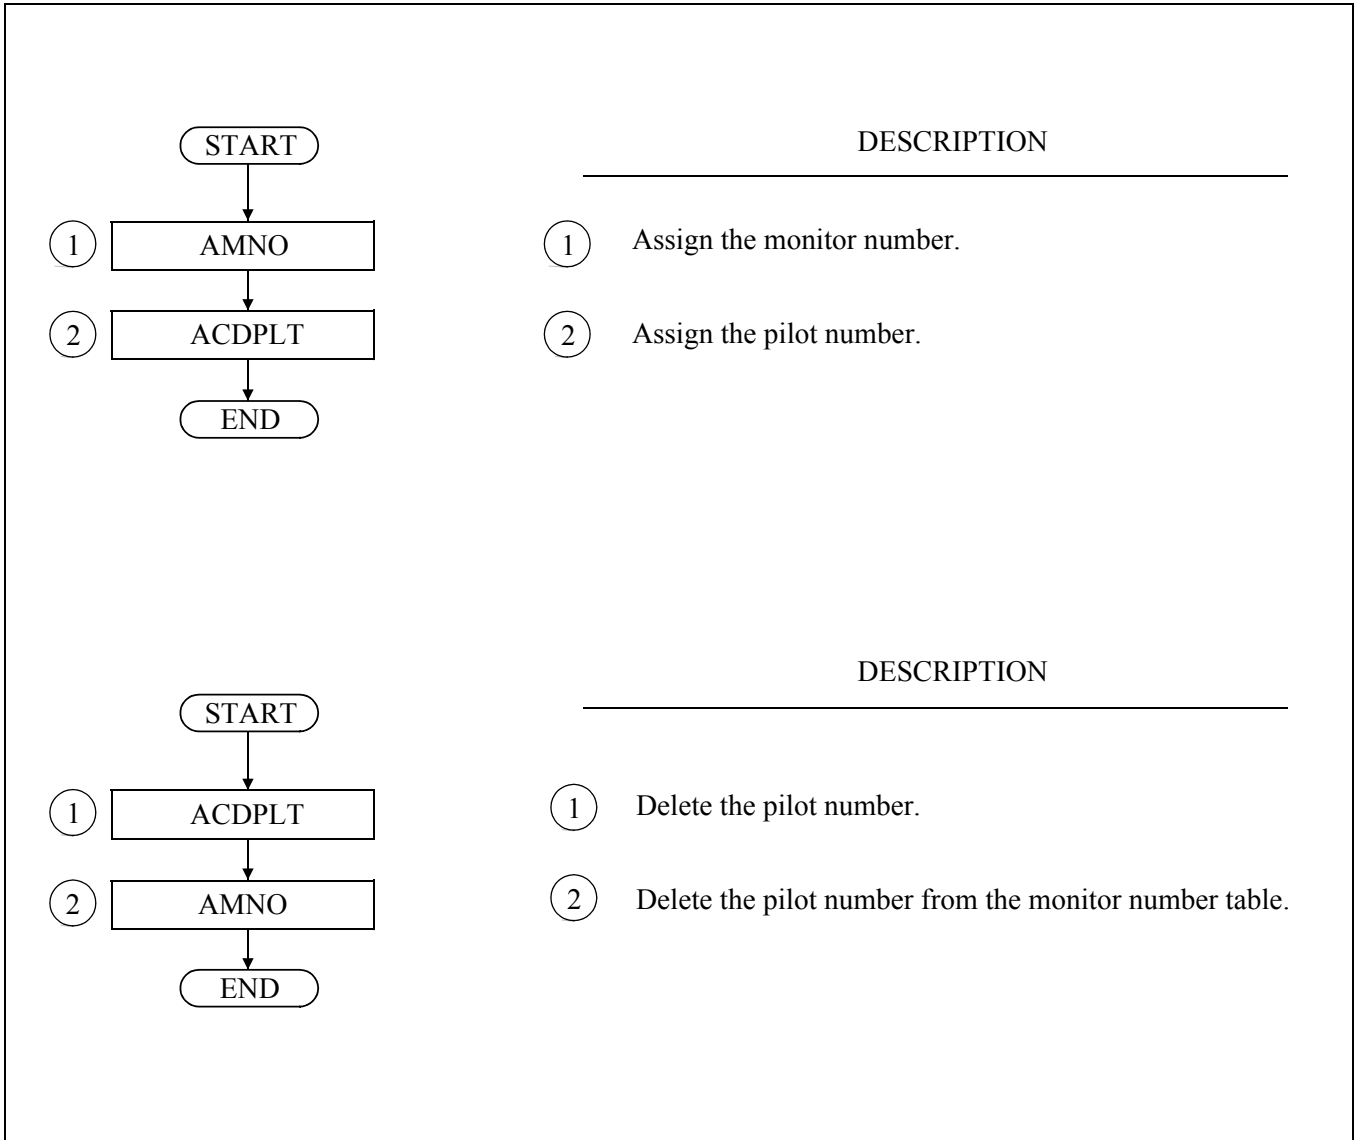 START
DESCRIPTION
1 AMNO
1 Assign the monitor number.
2 ACDPLT
2 Assign the pilot number.
END
DESCRIPTION
START
1 ACDPLT
1 Delete the pilot number.
2 AMNO
2 Delete the pilot number from the monitor number table.
END